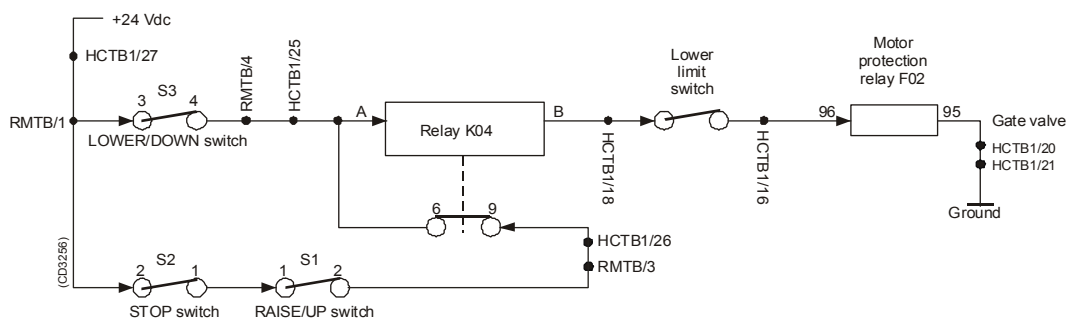 +24 Vdc
HCTB1/27
RMTB/1
S3
3 4
LOWER/DOWN switch
RMTB/4
HCTB1/25
A
Relay K04
B
HCTB1/18
Lower
limit
switch
HCTB1/16
Motor
protection
relay F02
96
95
Gate valve
HCTB1/20
HCTB1/21
Ground
6 9
HCTB1/26
RMTB/3
(CD3256)
S2
2 1
STOP switch
S1
1 2
RAISE/UP switch